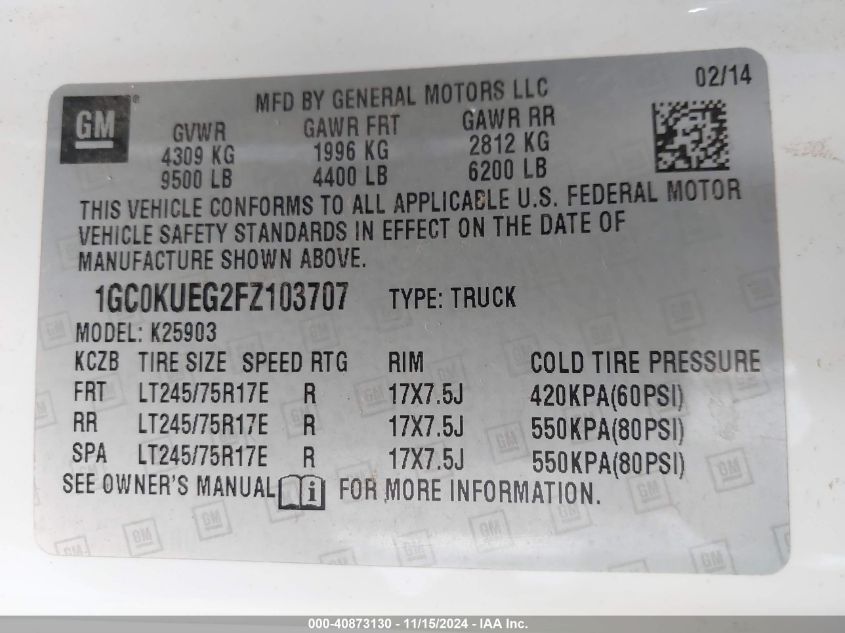 02/14
GM
MFD BY GENERAL MOTORS LLC
GVWR GAWR FRT GAWR RR
4309 KG 1996 KG 2812 KG
9500 LB 4400 LB 6200 LB
THIS VEHICLE CONFORMS TO ALL APPLICABLE U.S. FEDERAL MOTOR
VEHICLE SAFETY STANDARDS IN EFFECT ON THE DATE OF
MANUFACTURE SHOWN ABOVE.
1GC0KUEG2FZ103707 TYPE: TRUCK
MODEL: K25903
KCZB TIRE SIZE SPEED RTG RIM COLD TIRE PRESSURE
FRT LT245/75R17E R 17X7.5J 420KPA(60PSI)
RR LT245/75R17E R 17X7.5J 550KPA(80PSI)
SPA LT245/75R17E R 17X7.5J 550KPA(80PSI)
SEE OWNER'S MANUAL i FOR MORE INFORMATION.
000-40873130 - 11/15/2024 - IAA Inc.